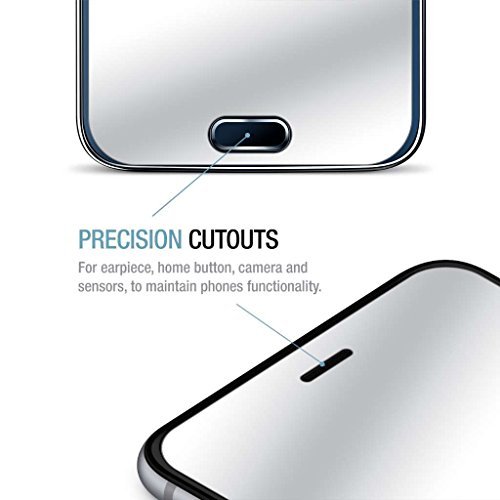 PRECISION CUTOUTS
For earpiece, home button, camera and
sensors, to maintain phones functionality.